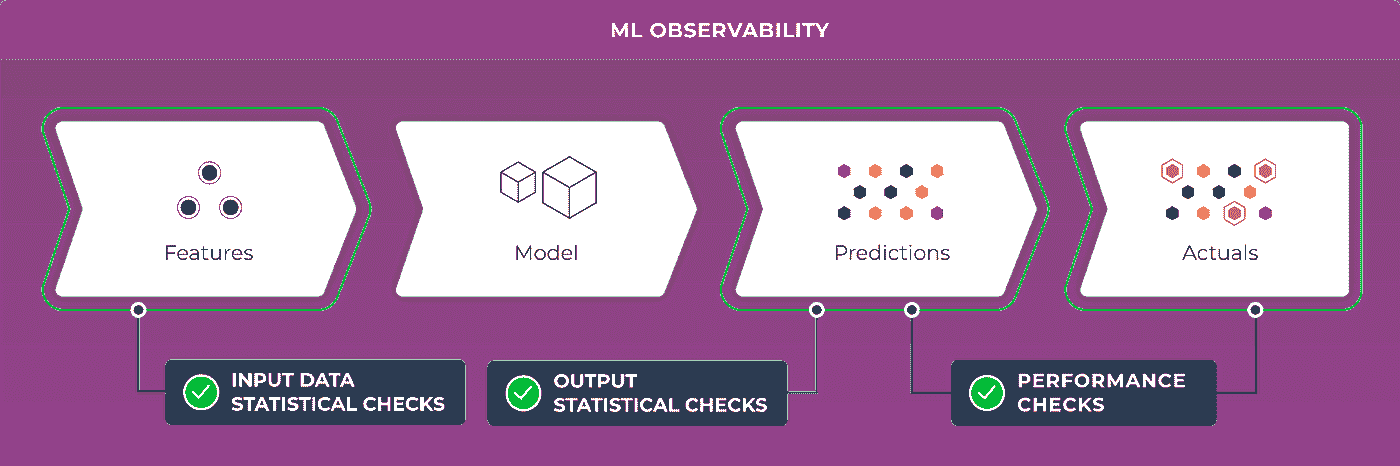 ML OBSERVABILITY
Features
Model
Predictions
Actuals
INPUT DATA
STATISTICAL CHECKS
OUTPUT
STATISTICAL CHECKS
PERFORMANCE
CHECKS